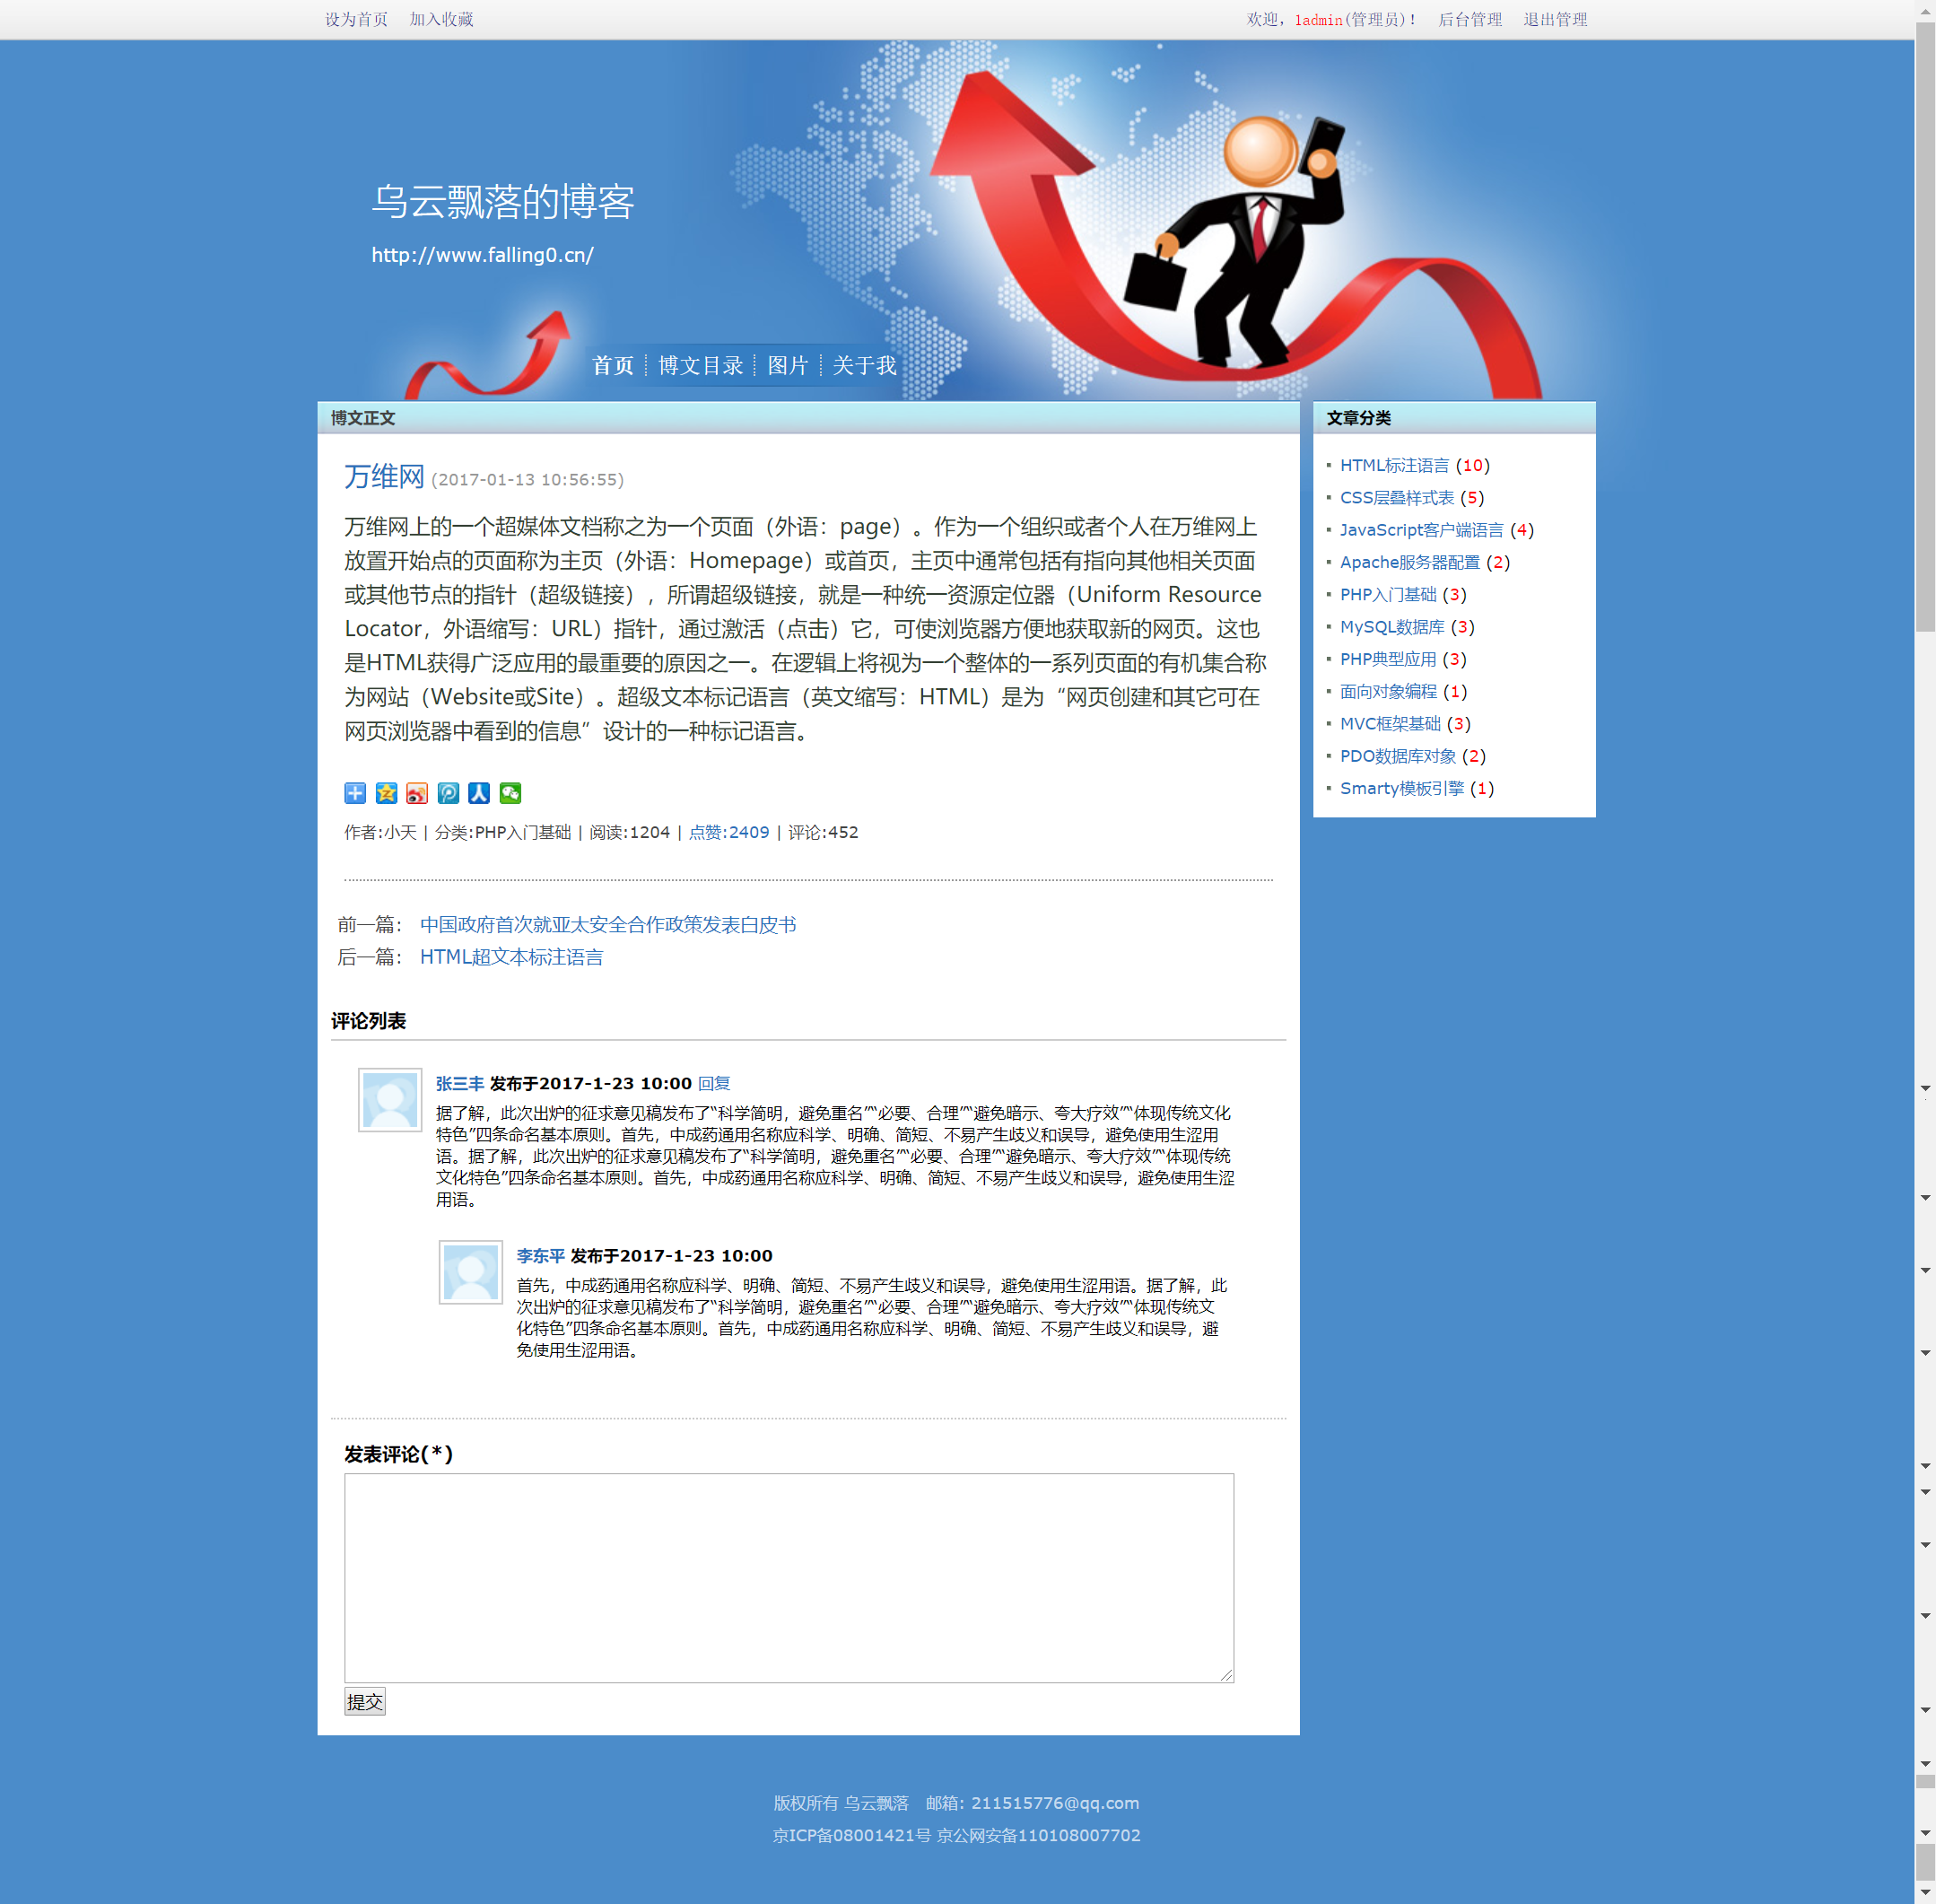 设为首页 加入收藏
欢迎，1admin(管理员)！ 后台管理 退出管理
乌云飘落的博客
http://www.falling0.cn/
首页 博文目录 图片 关于我
博文正文
万维网 (2017-01-13 10:56:55)
万维网上的一个超媒体文档称之为一个页面（外语：page）。作为一个组织或者个人在万维网上
放置开始点的页面称为主页（外语：Homepage）或首页，主页中通常包括有指向其他相关页面
或其他节点的指针（超级链接），所谓超级链接，就是一种统一资源定位器（Uniform Resource
Locator，外语缩写：URL）指针，通过激活（点击）它，可使浏览器方便地获取新的网页。这也
是HTML获得广泛应用的最重要的原因之一。在逻辑上将视为一个整体的一系列页面的有机集合称
为网站（Website或Site）。超级文本标记语言（英文缩写：HTML）是为“网页创建和其它可在
网页浏览器中看到的信息”设计的一种标记语言。
作者:小天 | 分类:PHP入门基础 | 阅读:1204 | 点赞:2409 | 评论:452
前一篇： 中国政府首次就亚太安全合作政策发表白皮书
后一篇： HTML超文本标注语言
评论列表
张三丰 发布于2017-1-23 10:00 回复
据了解，此次出炉的征求意见稿发布了“科学简明，避免重名”“必要、合理”“避免暗示、夸大疗效”“体现传统文化
特色”四条命名基本原则。首先，中成药通用名称应科学、明确、简短、不易产生歧义和误导，避免使用生涩用
语。据了解，此次出炉的征求意见稿发布了“科学简明，避免重名”“必要、合理”“避免暗示、夸大疗效”“体现传统
文化特色”四条命名基本原则。首先，中成药通用名称应科学、明确、简短、不易产生歧义和误导，避免使用生涩
用语。
李东平 发布于2017-1-23 10:00
首先，中成药通用名称应科学、明确、简短、不易产生歧义和误导，避免使用生涩用语。据了解，此
次出炉的征求意见稿发布了“科学简明，避免重名”“必要、合理”“避免暗示、夸大疗效”“体现传统文
化特色”四条命名基本原则。首先，中成药通用名称应科学、明确、简短、不易产生歧义和误导，避
免使用生涩用语。
发表评论(*)
提交
文章分类
HTML标注语言 (10)
CSS层叠样式表 (5)
JavaScript客户端语言 (4)
Apache服务器配置 (2)
PHP入门基础 (3)
MySQL数据库 (3)
PHP典型应用 (3)
面向对象编程 (1)
MVC框架基础 (3)
PDO数据库对象 (2)
Smarty模板引擎 (1)
版权所有 乌云飘落 邮箱: 211515776@qq.com
京ICP备08001421号 京公网安备110108007702